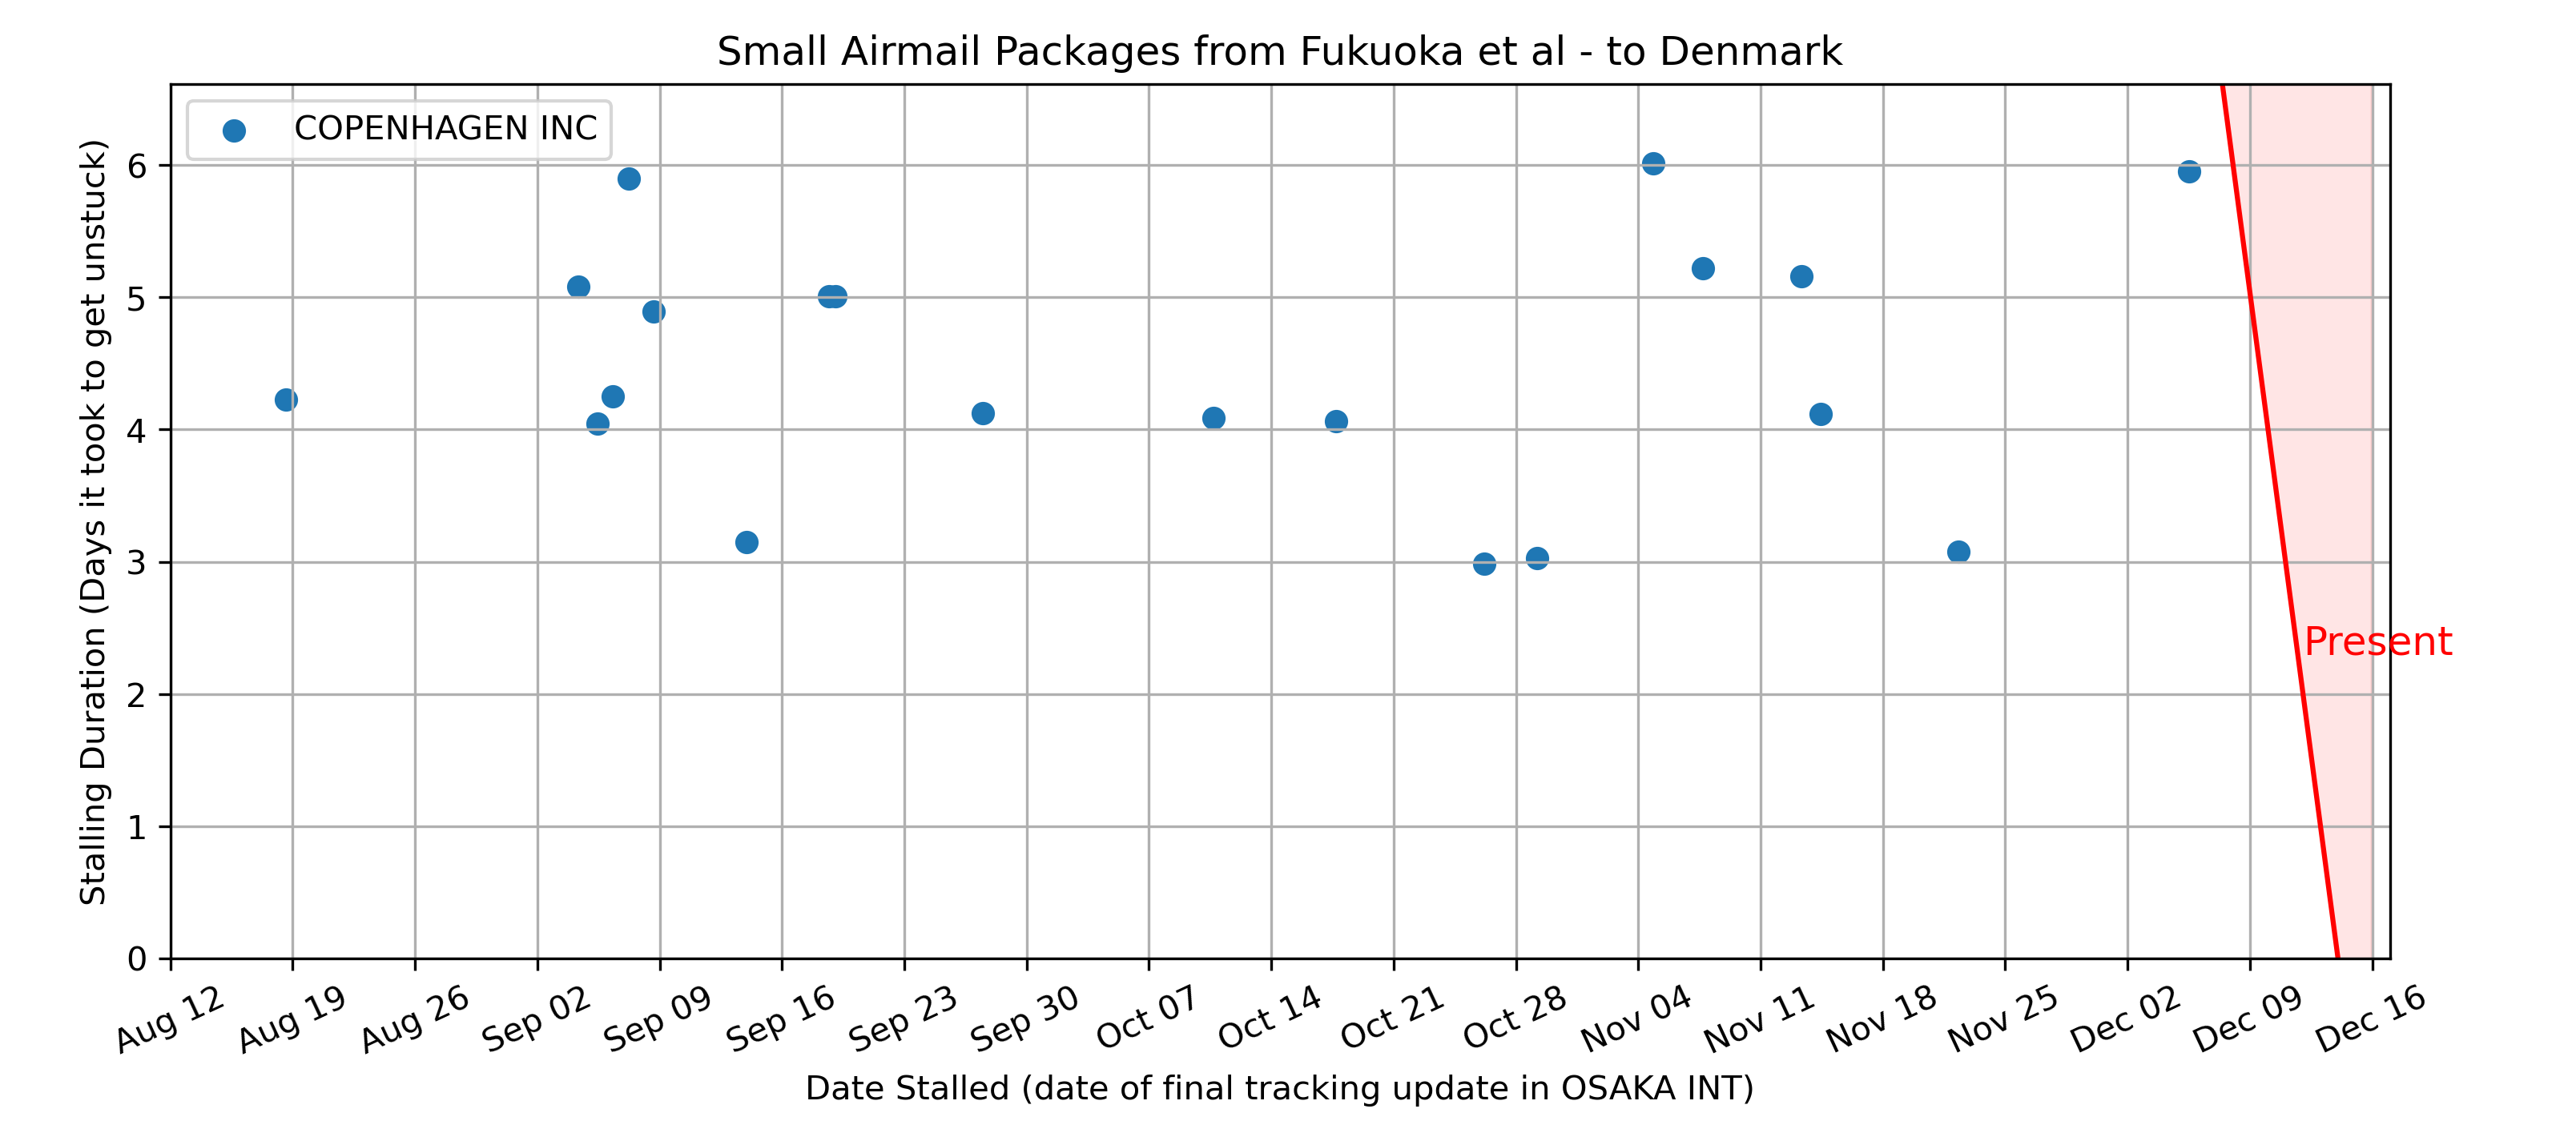 Small Airmail Packages from Fukuoka et al - to Denmark
COPENHAGEN INC
Stalling Duration (Days it took to get unstuck)
6
5
4
3
2
1
0
Present
Aug 12
Aug 19
Aug 26
Sep 02
Sep 09
Sep 16
Sep 23
Sep 30
Oct 07
Oct 14
Oct 21
Oct 28
Nov 04
Nov 11
Nov 18
Nov 25
Dec 02
Dec 09
Dec 16
Date Stalled (date of final tracking update in OSAKA INT)